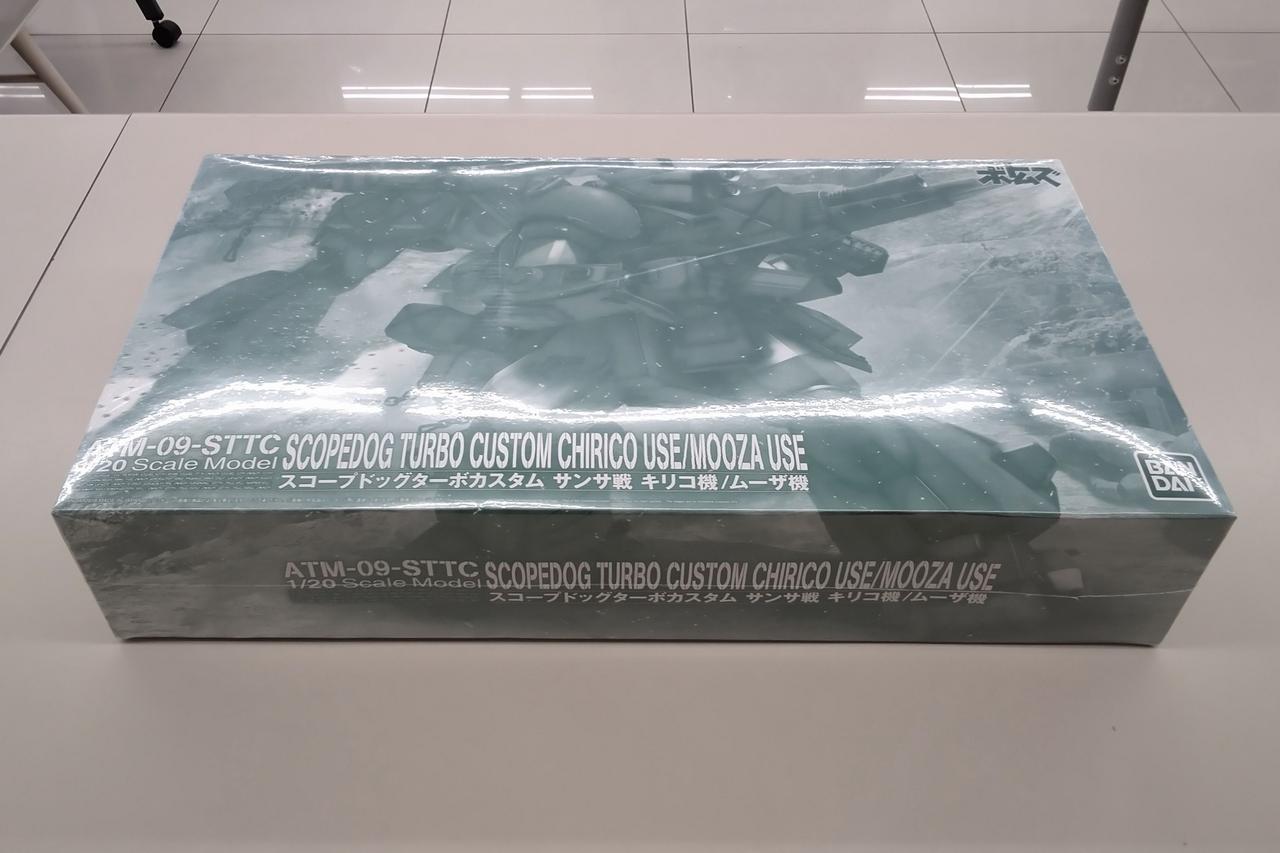 ボトムズ
ATM-09-STTC SCOPEDOG TURBO CUSTOM CHIRICO USE/MOOZA USE
1/20 Scale Model
スコープドッグターボカスタム サンサ戦 キリコ機/ムーザ機
BAN
DAI
ATM-09-STTC SCOPEDOG TURBO CUSTOM CHIRICO USE/MOOZA USE
1/20 Scale Model
スコープドッグターボカスタム サンサ戦 キリコ機/ムーザ機